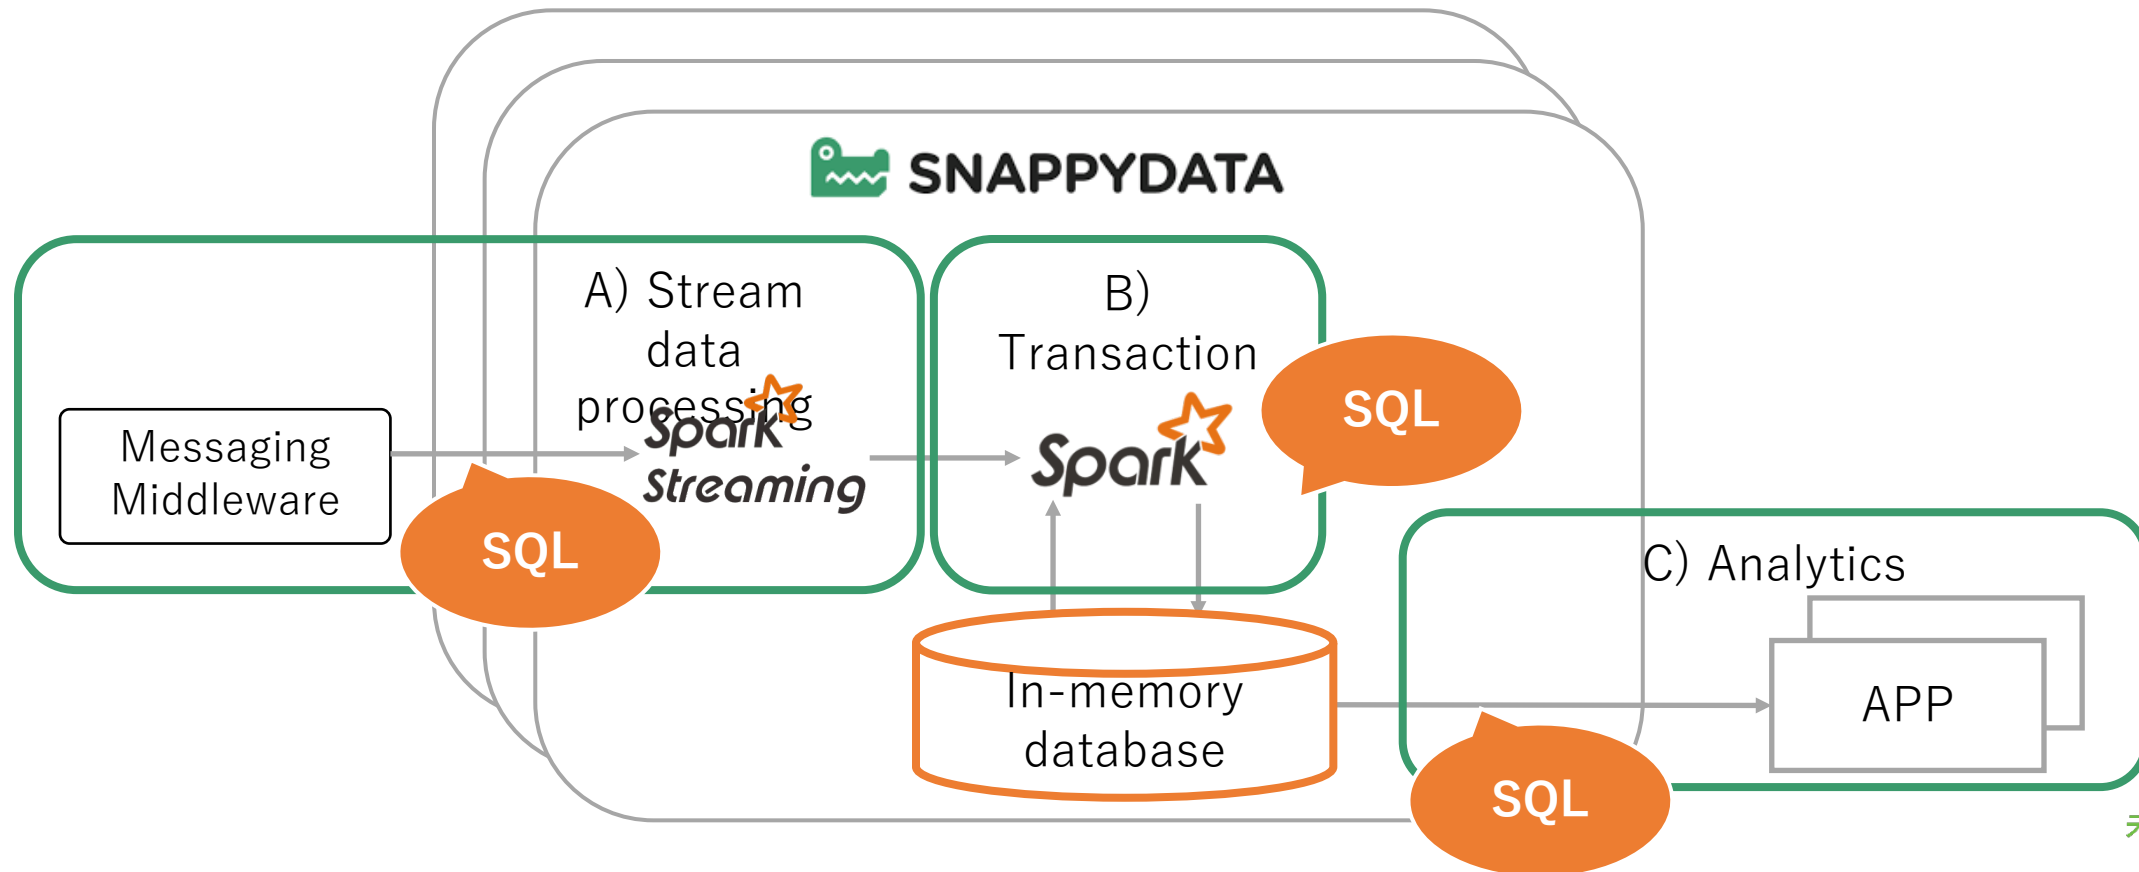 SNAPPYDATA
A) Stream
data
processing
B)
Transaction
Messaging
Middleware
Spark
Streaming
Spark
SQL
SQL
C) Analytics
In-memory
database
APP
SQL